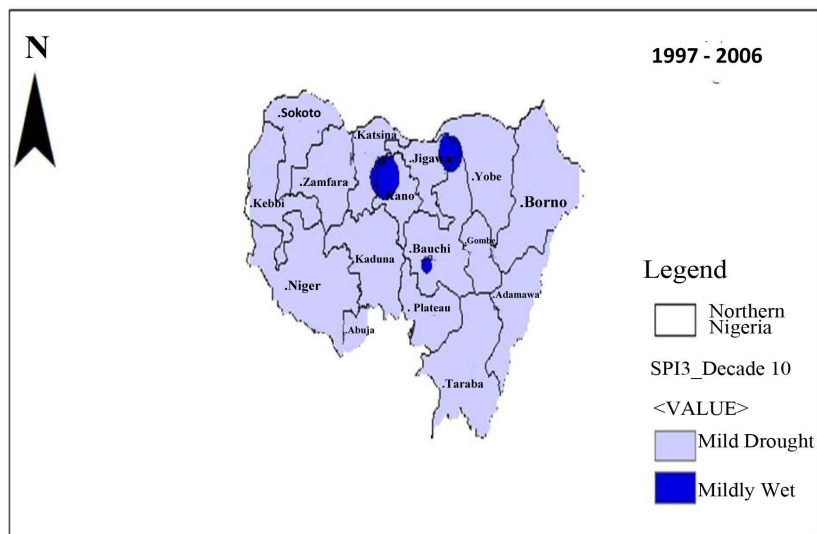 N
1997 - 2006
.Sokoto
.Katsina
.Jigawa
.Zamfara
.Yobe
.Kano
.Kebbi
.Borno
.Gombe
.Bauchi
Kaduna
.Niger
.Adamawa
. Plateau
.Abuja
.Taraba
Legend
Northern
Nigeria
SPI3_Decade 10
<VALUE>
Mild Drought
Mildly Wet